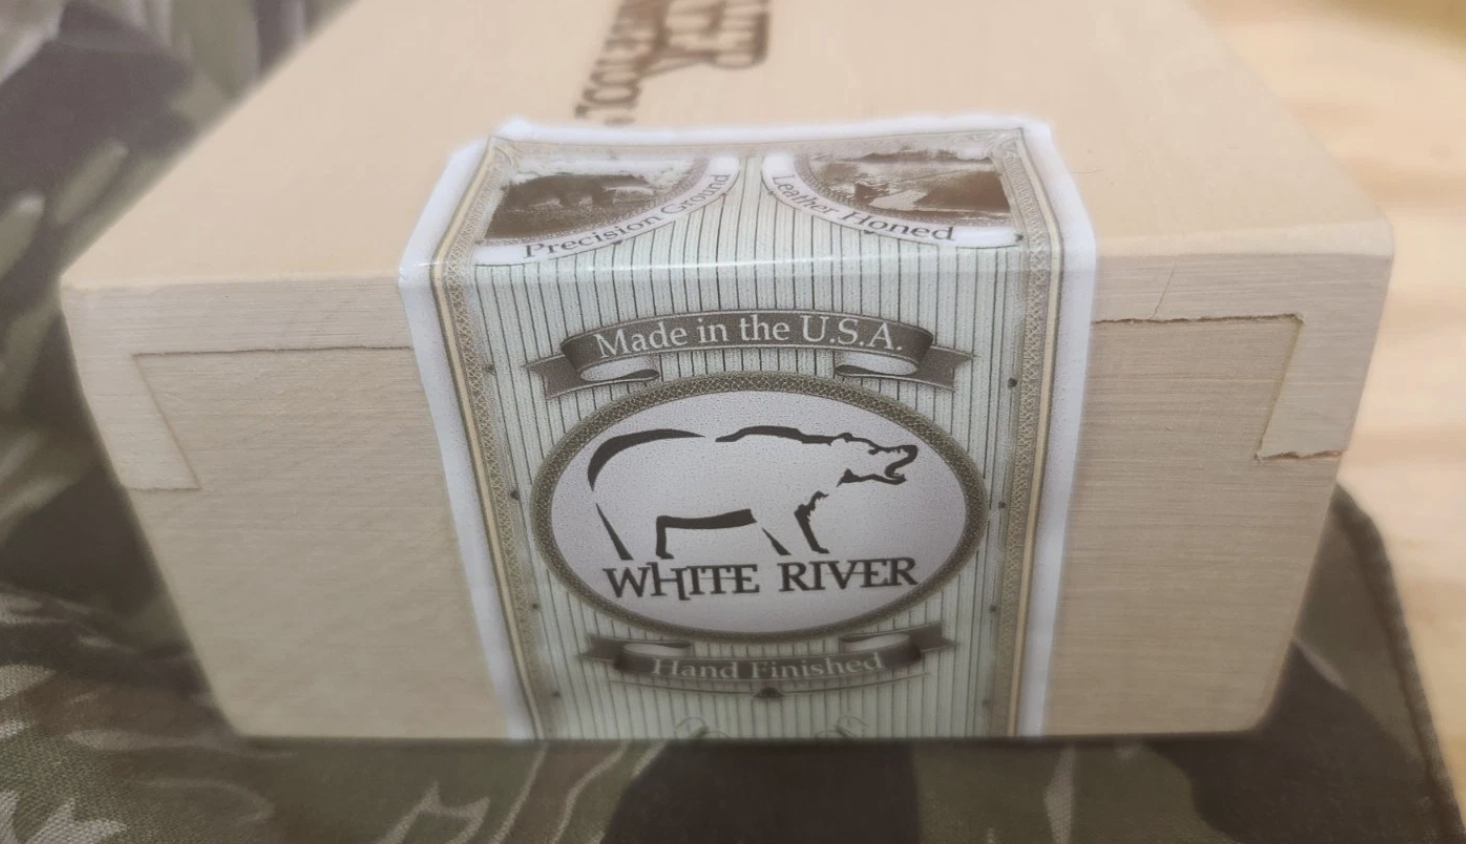 Precision Ground
Leather Honed
Made in the U.S.A.
WHITE RIVER
Hand Finished